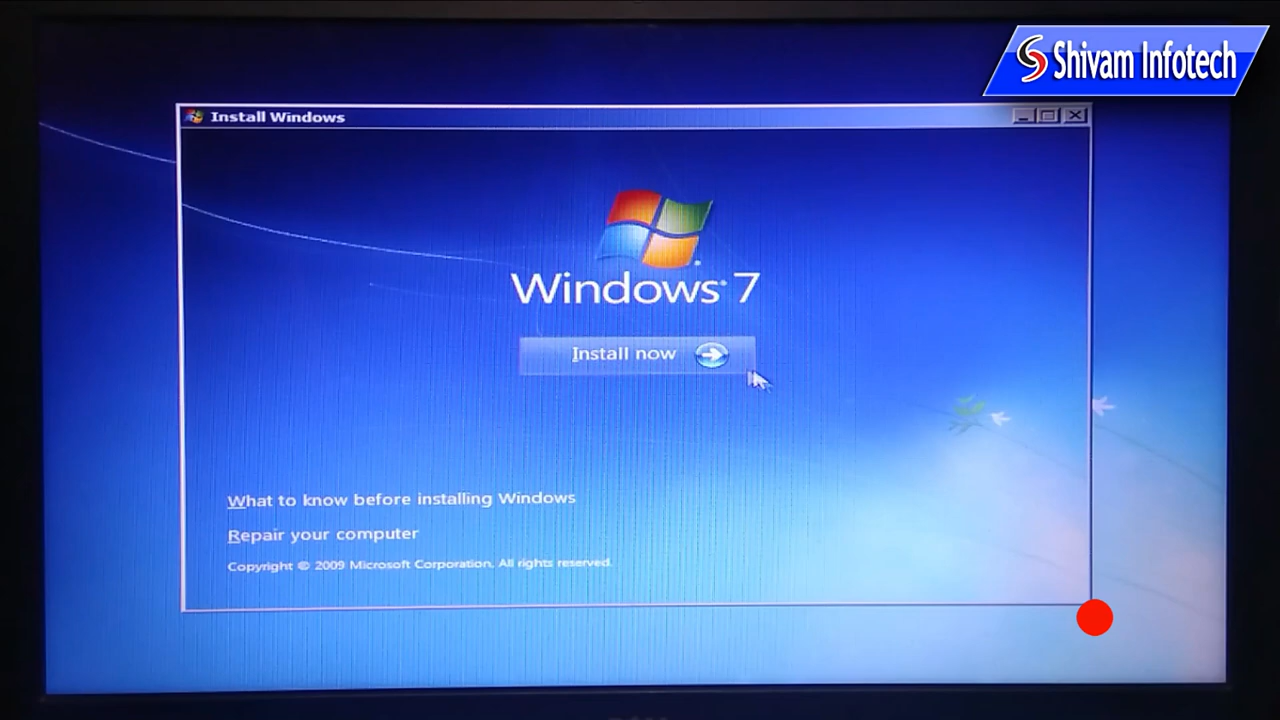 Shivam Infotech
Install Windows
Windows 7
Install now
What to know before installing Windows
Repair your computer
Copyright © 2009 Microsoft Corporation. All rights reserved.